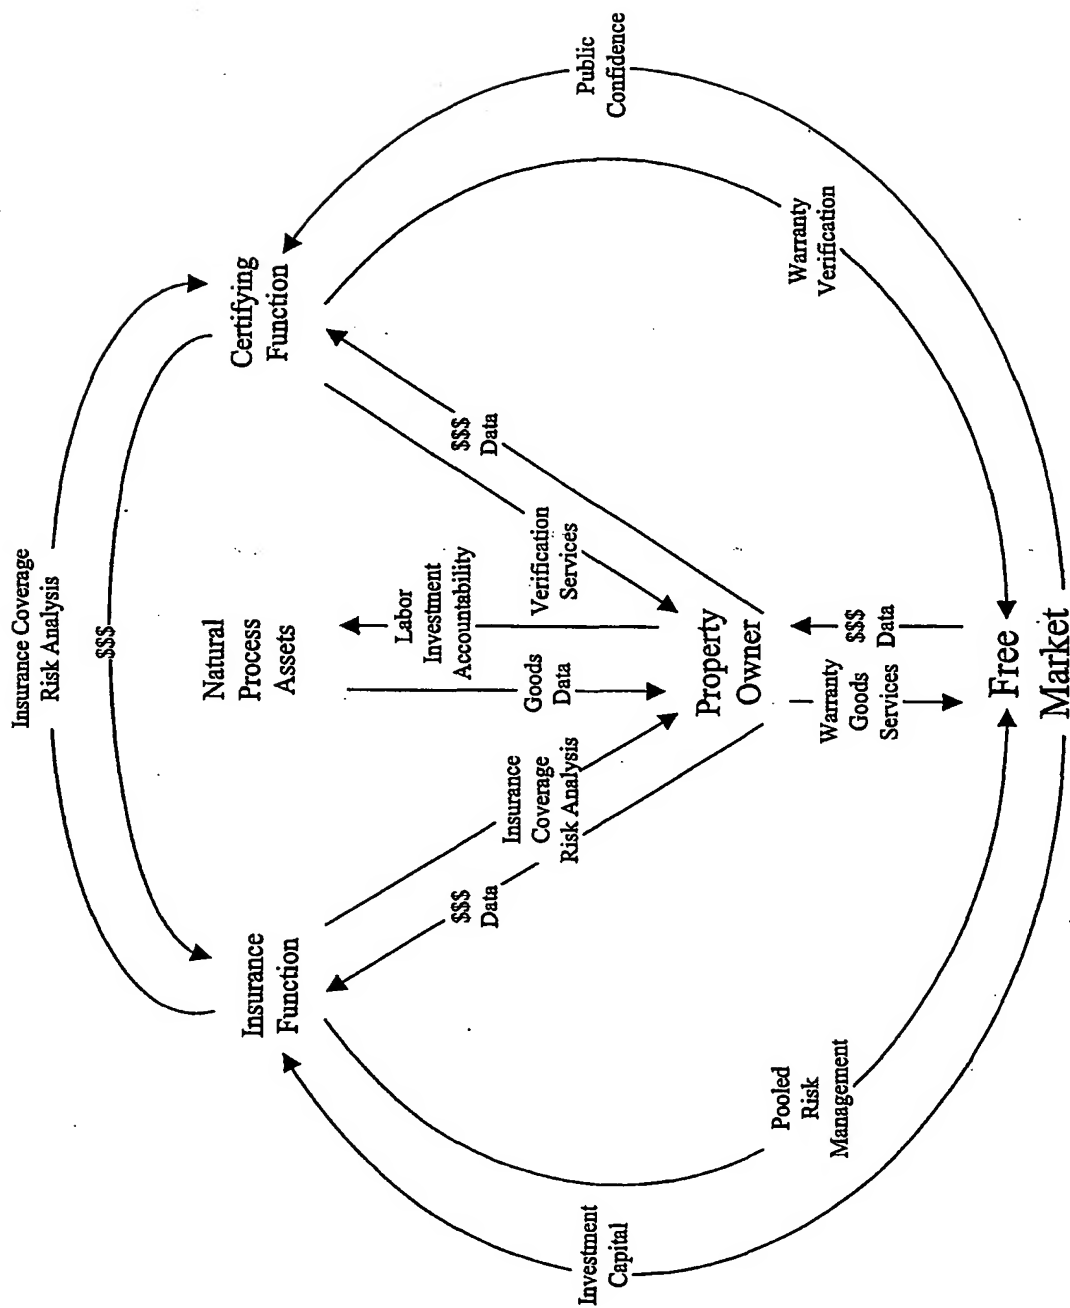 Insurance Coverage
Risk Analysis
$$$
Insurance
Function
Natural
Process
Assets
Certifying
Function
$$$
Data
Insurance
Coverage
Risk Analysis
Goods
Data
Labor
Investment
Accountability
Verification
Services
$$$
Data
Property
Owner
Investment
Capital
Pooled
Risk
Management
Warranty
Goods
Services
$$$
Data
Warranty
Verification
Public
Confidence
Free
Market